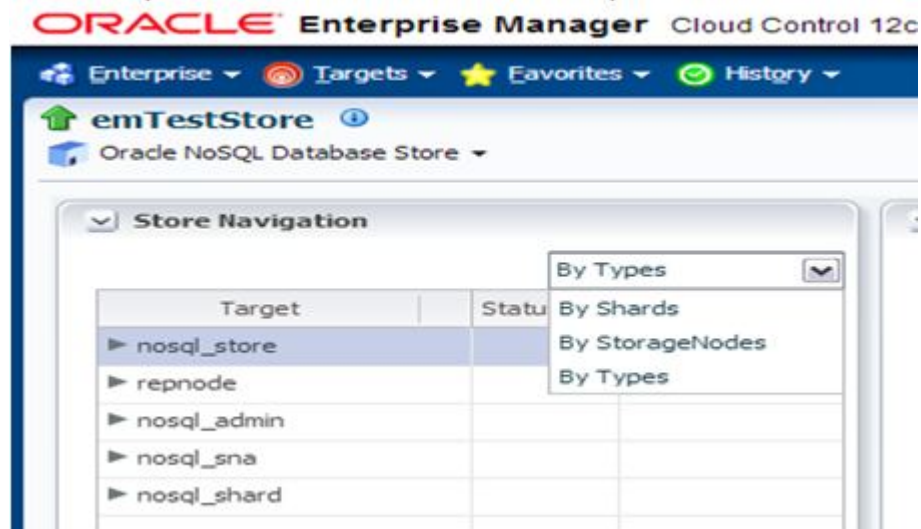 ORACLE Enterprise Manager Cloud Control 12c
Enterprise Targets Favorites History
emTestStore
Oracle NoSQL Database Store
Store Navigation
By Types
Target Statu By Shards
nosql_store By StorageNodes
repnode By Types
nosql_admin
nosql_sna
nosql_shard